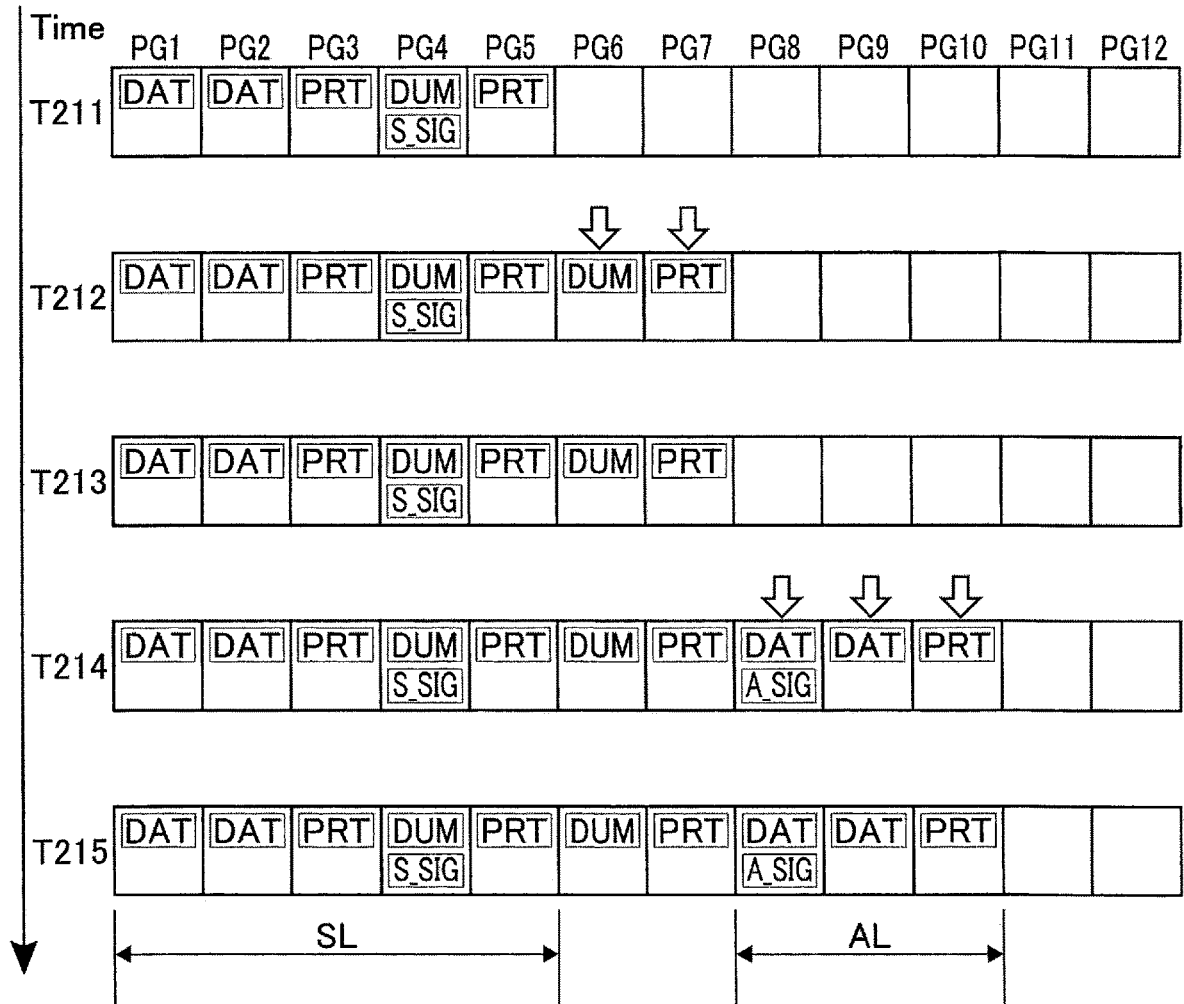 Time
PG1 PG2 PG3 PG4 PG5 PG6 PG7 PG8 PG9 PG10 PG11 PG12
T211 DAT DAT PRT DUM PRT
S_SIG
T212 DAT DAT PRT DUM PRT DUM PRT
S_SIG
T213 DAT DAT PRT DUM PRT DUM PRT
S_SIG
T214 DAT DAT PRT DUM PRT DUM PRT DAT DAT PRT
S_SIG A_SIG
T215 DAT DAT PRT DUM PRT DUM PRT DAT DAT PRT
S_SIG A_SIG
SL AL